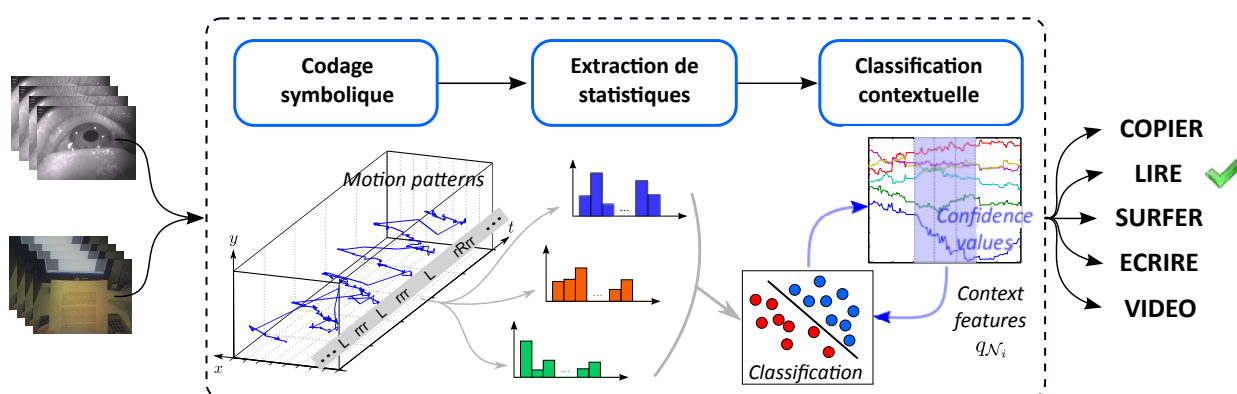 Codage
symbolique
Extraction de
statistiques
Classification
contextuelle
COPIER
LIRE
SURFER
ECRIRE
VIDEO
Motion patterns
y
x
t
... L rrr L rrr L rRrr ...
...
...
...
Confidence
values
Context
features
q𝒩ᵢ
Classification